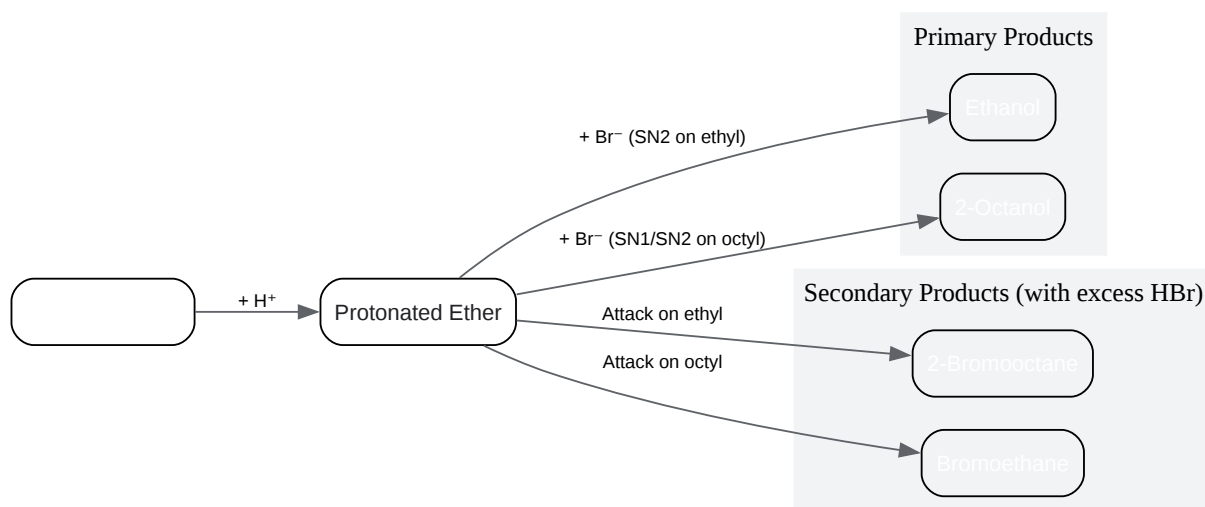 Primary Products
Ethanol
+ Br⁻ (SN2 on ethyl)
2-Octanol
+ Br⁻ (SN1/SN2 on octyl)
+ H⁺
Protonated Ether
Secondary Products (with excess HBr)
Attack on ethyl
2-Bromooctane
Attack on octyl
Bromoethane